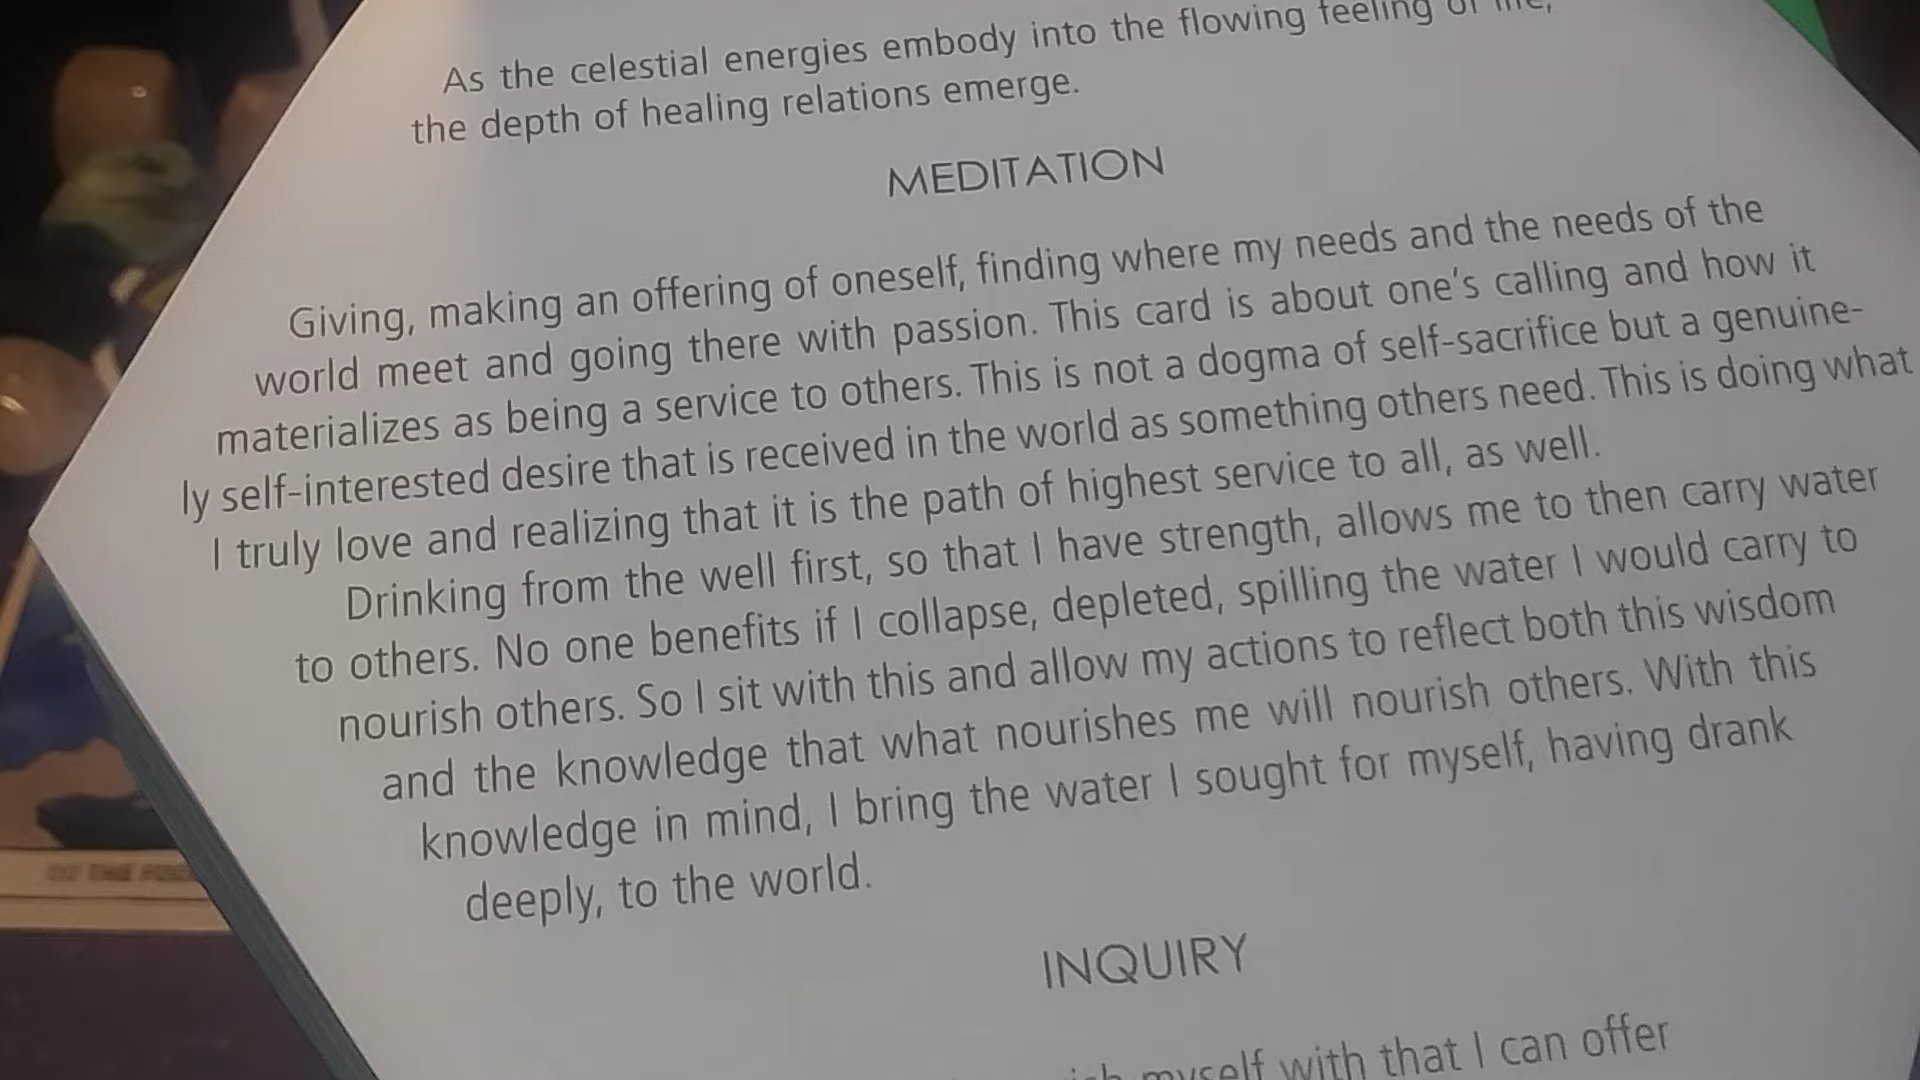 As the celestial energies embody into the flowing feeling of life,
the depth of healing relations emerge.
MEDITATION
Giving, making an offering of oneself, finding where my needs and the needs of the
world meet and going there with passion. This card is about one's calling and how it
materializes as being a service to others. This is not a dogma of self-sacrifice but a genuine-
ly self-interested desire that is received in the world as something others need. This is doing what
I truly love and realizing that it is the path of highest service to all, as well.
Drinking from the well first, so that I have strength, allows me to then carry water
to others. No one benefits if I collapse, depleted, spilling the water I would carry to
nourish others. So I sit with this and allow my actions to reflect both this wisdom
and the knowledge that what nourishes me will nourish others. With this
knowledge in mind, I bring the water I sought for myself, having drank
deeply, to the world.
INQUIRY
myself with that I can offer